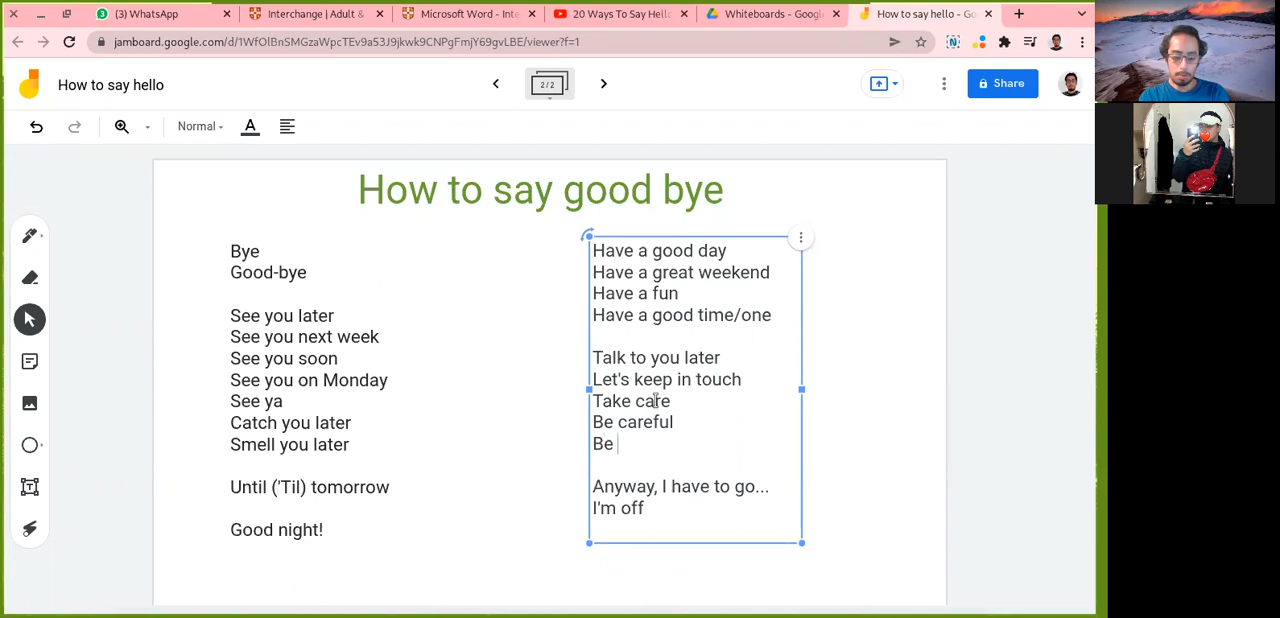 (3) WhatsApp
Interchange | Adult &
Microsoft Word - Inte
20 Ways To Say Hello
Whiteboards - Google
How to say hello - Go
jamboard.google.com/d/1WfOlBnSMGzaWpcTEv9aS3J9jkwk9CNPgFmjY69gvLBE/viewer?f=1
How to say hello
2/2
Share
Normal
A
How to say good bye
Bye
Good-bye
See you later
See you next week
See you soon
See you on Monday
See ya
Catch you later
Smell you later
Until ('Til) tomorrow
Good night!
Have a good day
Have a great weekend
Have a fun
Have a good time/one
Talk to you later
Let's keep in touch
Take care
Be careful
Be
Anyway, I have to go...
I'm off